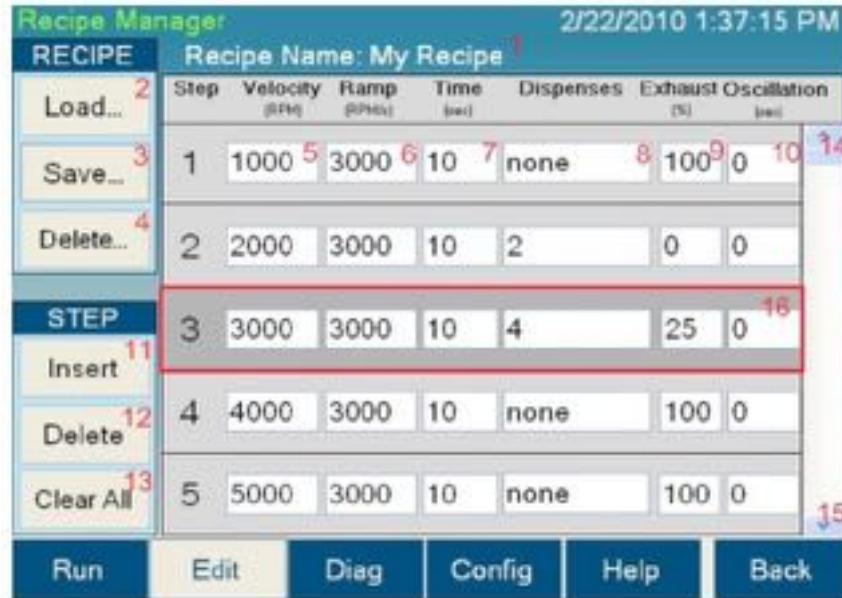 Recipe Manager 2/22/2010 1:37:15 PM
RECIPE Recipe Name: My Recipe 1
Step Velocity Ramp Time Dispenses Exhaust Oscillation
(RPM) (RPM/s) (sec) (%) (sec)
Load... 2
1 1000 5 3000 6 10 7 none 8 100 9 0 10 14
Save... 3
Delete... 4
2 2000 3000 10 2 0 0
STEP
3 3000 3000 10 4 25 0 16
Insert 11
4 4000 3000 10 none 100 0
Delete 12
Clear All 13
5 5000 3000 10 none 100 0
15
Run Edit Diag Config Help Back